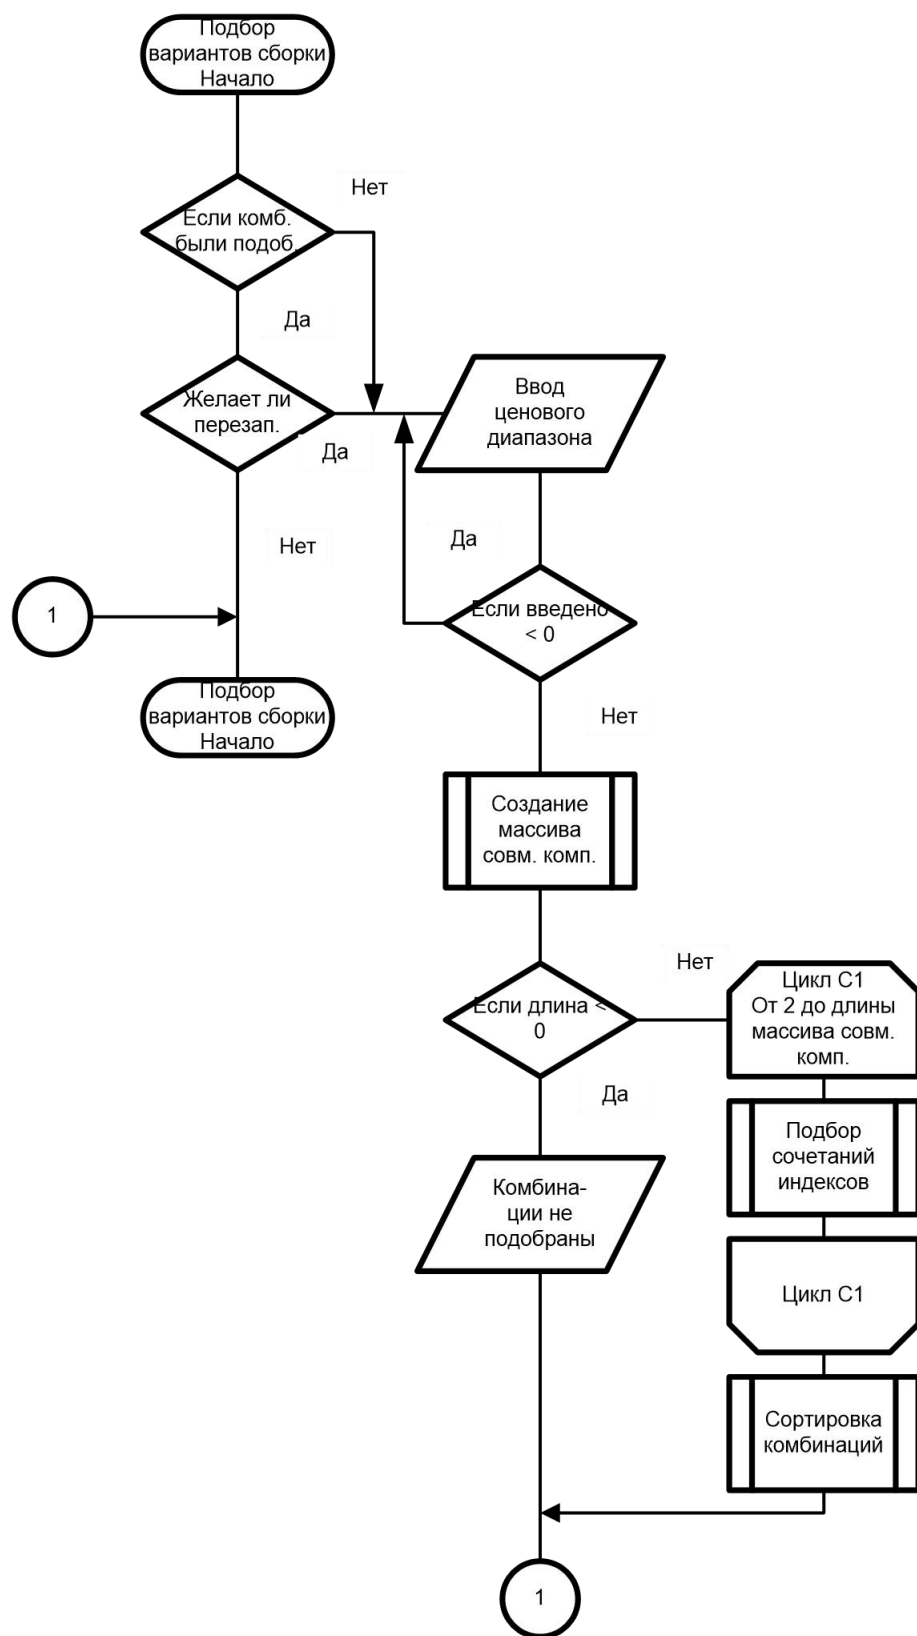 Подбор
вариантов сборки
Начало
Нет
Если комб.
были подоб.
Да
Желает ли
перезап.
Да
Ввод
ценового
диапазона
Нет
Да
1
Если введено
< 0
Подбор
вариантов сборки
Начало
Нет
Создание
массива
совм. комп.
Нет
Если длина <
0
Цикл С1
От 2 до длины
массива совм.
комп.
Да
Подбор
сочетаний
индексов
Комбина-
ции не
подобраны
Цикл С1
Сортировка
комбинаций
1